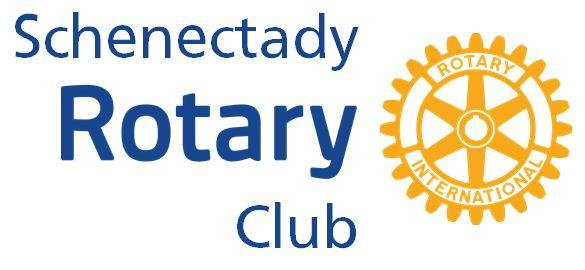 Schenectady
Rotary
Club
ROTARY
INTERNATIONAL